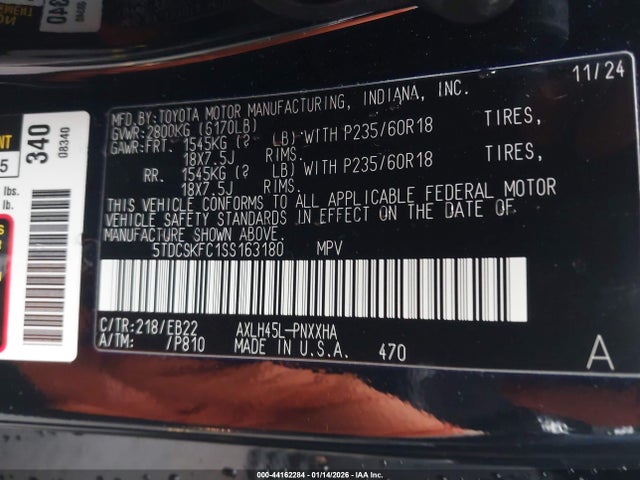 11/24
MFD.BY:TOYOTA MOTOR MANUFACTURING, INDIANA, INC.
GVWR:2800KG (6170LB)
GAWR:FRT. 1545KG (? LB) WITH P235/60R18 TIRES,
18X7.5J RIMS.
RR. 1545KG (? LB) WITH P235/60R18 TIRES,
18X7.5J RIMS.
THIS VEHICLE CONFORMS TO ALL APPLICABLE FEDERAL MOTOR
VEHICLE SAFETY STANDARDS IN EFFECT ON THE DATE OF
MANUFACTURE SHOWN ABOVE.
5TDCSKFC1SS163180 MPV
C/TR:218/EB22 AXLH45L-PNXXHA
A/TM: /P810 MADE IN U.S.A. 470
A
340
08340
5
lbs.
lb.
000-44162284 - 01/14/2026 - IAA Inc.